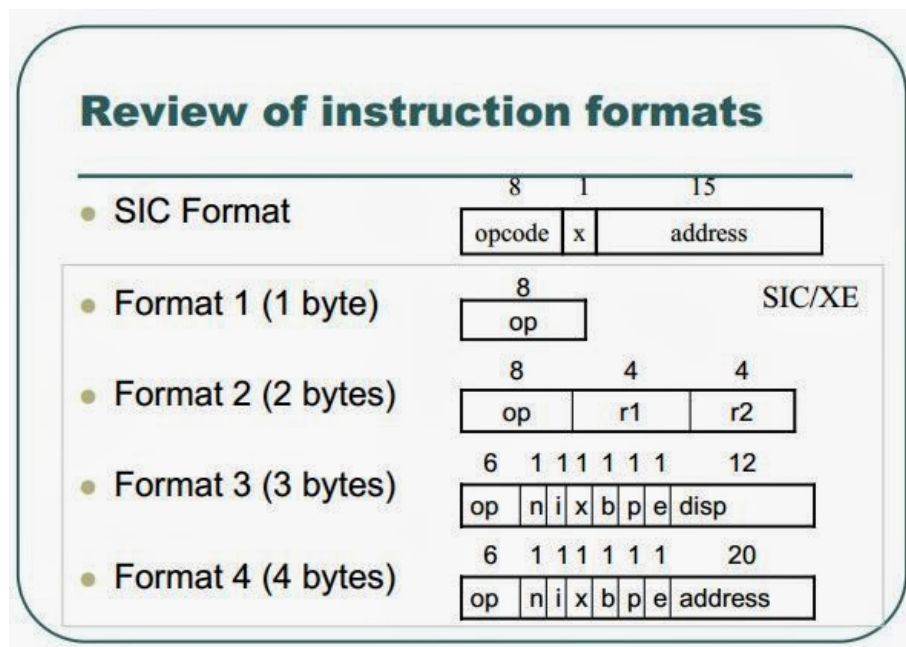 Review of instruction formats
8 1 15
SIC Format
opcode x address
8
SIC/XE
Format 1 (1 byte)
op
8 4 4
Format 2 (2 bytes)
op r1 r2
6 1 1 1 1 1 1 12
Format 3 (3 bytes)
op n i x b p e disp
6 1 1 1 1 1 1 20
Format 4 (4 bytes)
op n i x b p e address